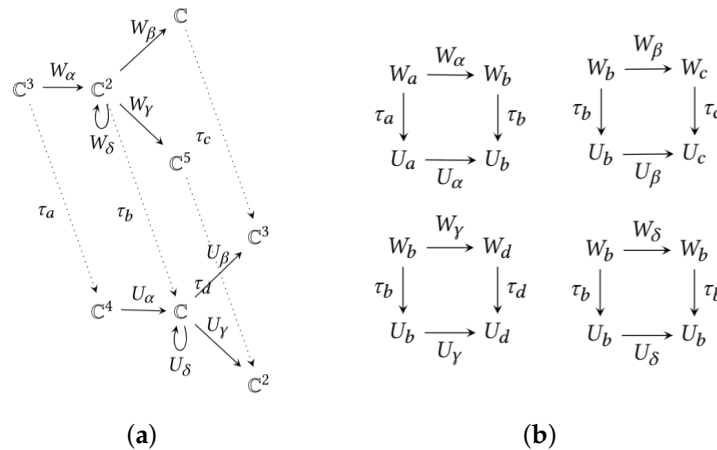 ℂ
W_β
ℂ³ W_α ℂ²
W_γ
W_δ
ℂ⁵
τ_c
τ_a τ_b
ℂ³
U_β
τ_d
ℂ⁴ U_α ℂ
U_γ
U_δ
ℂ²
(a)
W_a W_α W_b
τ_a τ_b
U_a U_α U_b
W_b W_β W_c
τ_b τ_c
U_b U_β U_c
W_b W_γ W_d
τ_b τ_d
U_b U_γ U_d
W_b W_δ W_b
τ_b τ_b
U_b U_δ U_b
(b)